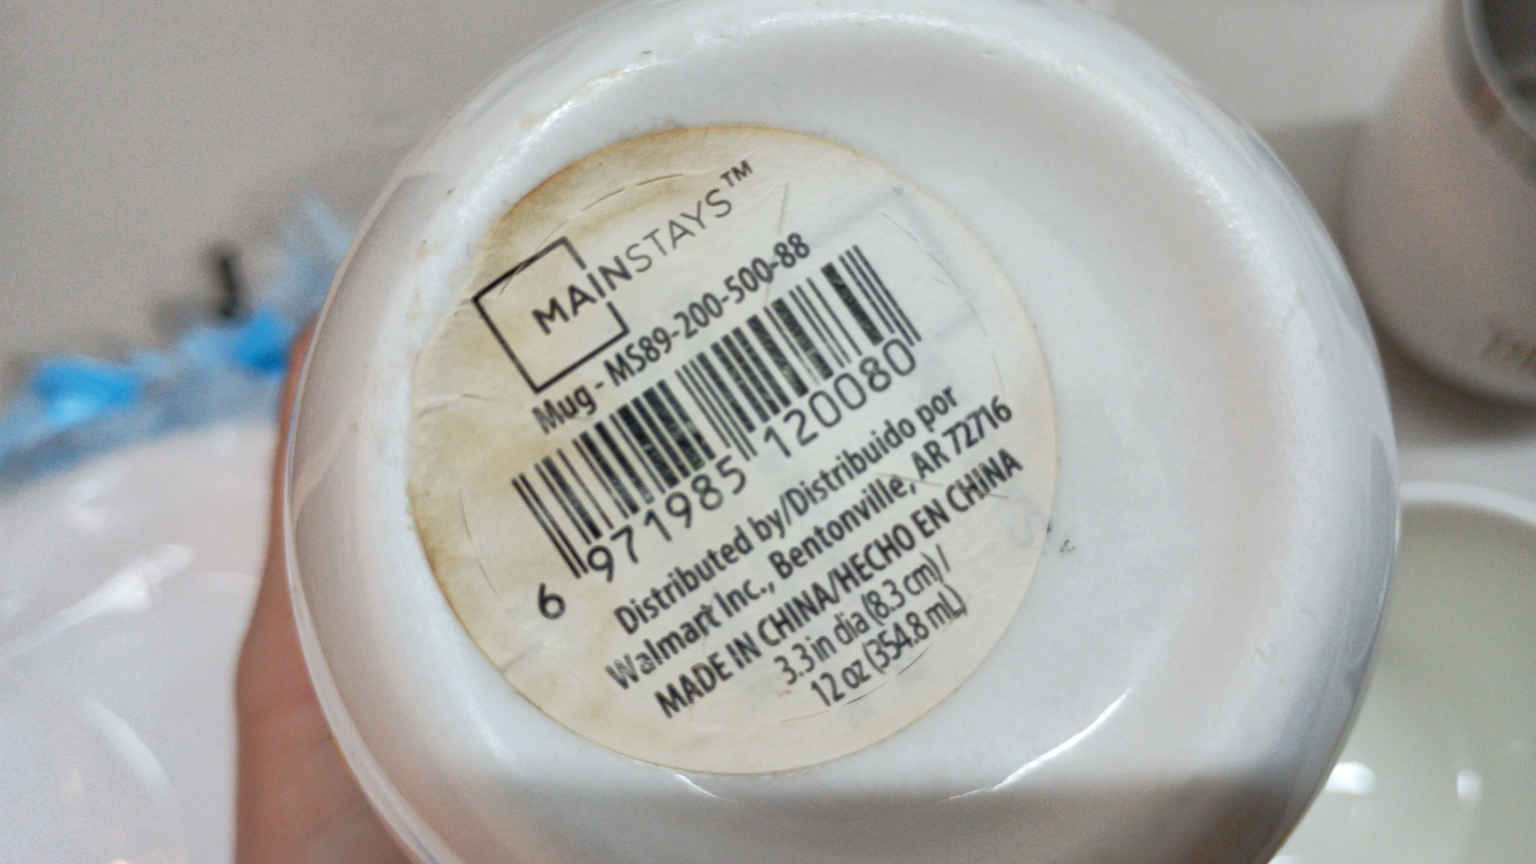 MAINSTAYS™
Mug - MS89-200-500-88
6 971985 120080
Distributed by/Distribuido por
Walmart Inc., Bentonville, AR 72716
MADE IN CHINA/HECHO EN CHINA
3.3 in dia (8.3 cm) /
12 oz (354.8 mL)